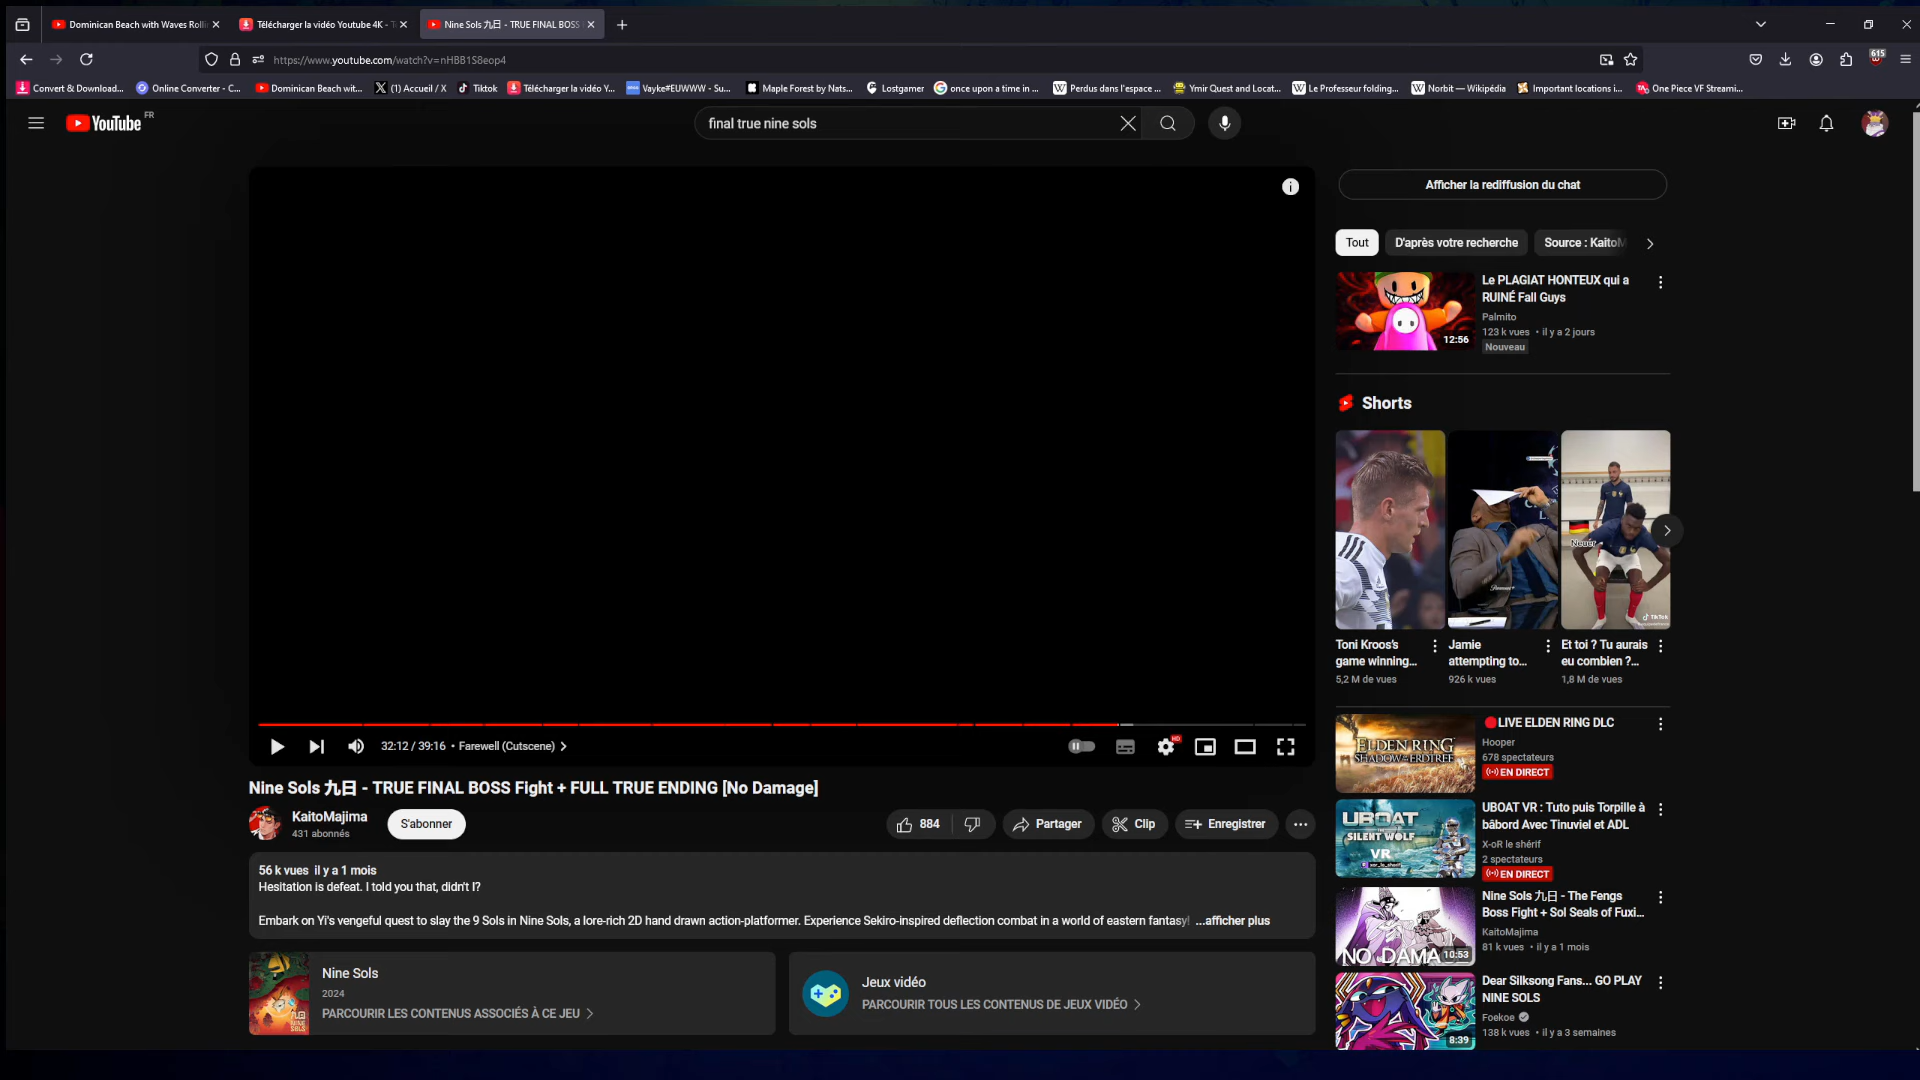 Dominican Beach with Waves Rolli
Télécharger la vidéo Youtube 4K - T
Nine Sols 九日 - TRUE FINAL BOSS
https://www.youtube.com/watch?v=nHBB1S8eop4
615
Convert & Download...
Online Converter - C...
Dominican Beach wit...
(1) Accueil / X
Tiktok
Télécharger la vidéo Y...
Vayke#EUWWW - Su...
Maple Forest by Nats...
Lostgamer
once upon a time in ...
Perdus dans l'espace ...
Ymir Quest and Locat...
Le Professeur folding...
Norbit — Wikipédia
Important locations i...
One Piece VF Streami...
YouTube FR
final true nine sols
Afficher la rediffusion du chat
Tout
D'après votre recherche
Source : KaitoM
Le PLAGIAT HONTEUX qui a
RUINÉ Fall Guys
Palmito
123 k vues • il y a 2 jours
Nouveau
12:56
Shorts
Neuer
TikTok
Toni Kroos's
game winning...
5,2 M de vues
Jamie
attempting to...
926 k vues
Et toi ? Tu aurais
eu combien ?...
1,8 M de vues
32:12 / 39:16 • Farewell (Cutscene)
HD
Nine Sols 九日 - TRUE FINAL BOSS Fight + FULL TRUE ENDING [No Damage]
KaitoMajima
431 abonnés
S'abonner
884
Partager
Clip
Enregistrer
56 k vues il y a 1 mois
Hesitation is defeat. I told you that, didn't I?
Embark on Yi's vengeful quest to slay the 9 Sols in Nine Sols, a lore-rich 2D hand drawn action-platformer. Experience Sekiro-inspired deflection combat in a world of eastern fantasy! ...afficher plus
Nine Sols
2024
PARCOURIR LES CONTENUS ASSOCIÉS À CE JEU
Jeux vidéo
PARCOURIR TOUS LES CONTENUS DE JEUX VIDÉO
ELDEN RING
SHADOW OF THE ERDTREE
🔴LIVE ELDEN RING DLC
Hooper
678 spectateurs
EN DIRECT
UBOAT
THE SILENT WOLF
VR
UBOAT VR : Tuto puis Torpille à
bâbord Avec Tinuviel et ADL
X-oR le shérif
2 spectateurs
EN DIRECT
NO DAMA
10:53
Nine Sols 九日 - The Fengs
Boss Fight + Sol Seals of Fuxi...
KaitoMajima
81 k vues • il y a 1 mois
8:39
Dear Silksong Fans... GO PLAY
NINE SOLS
Foekoe
138 k vues • il y a 3 semaines